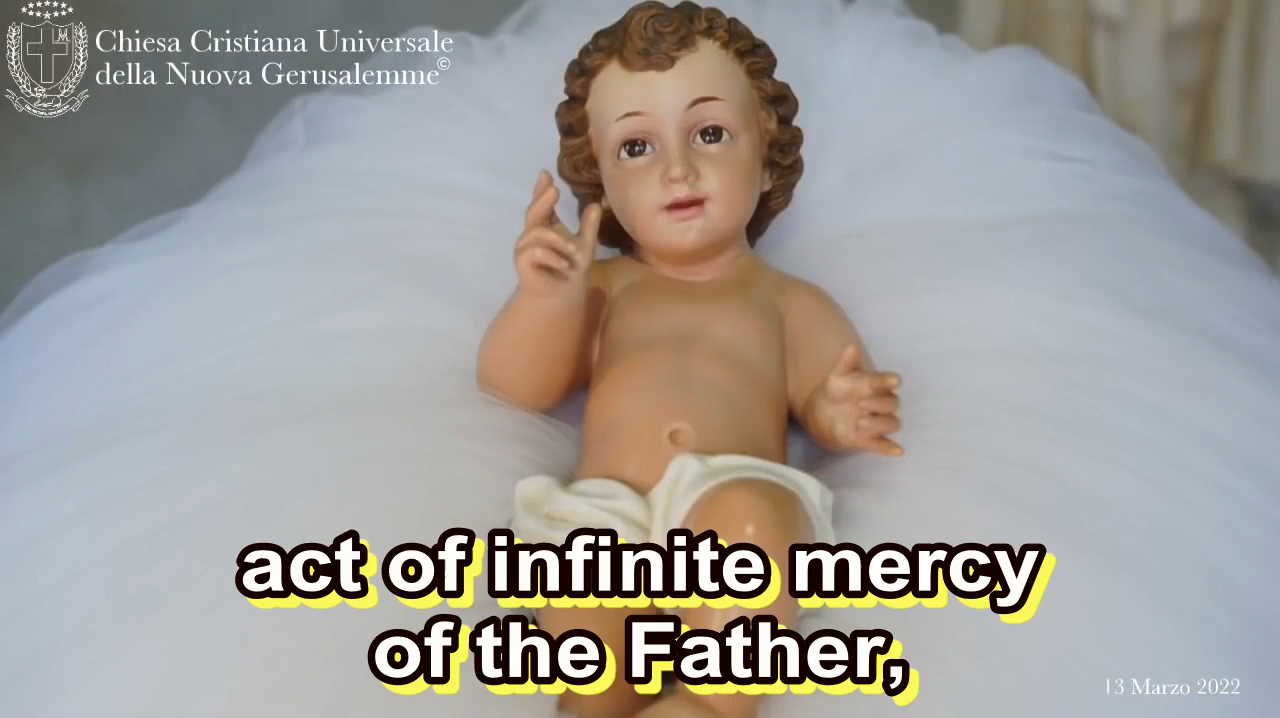 Chiesa Cristiana Universale
della Nuova Gerusalemme©
act of infinite mercy
of the Father,
13 Marzo 2022